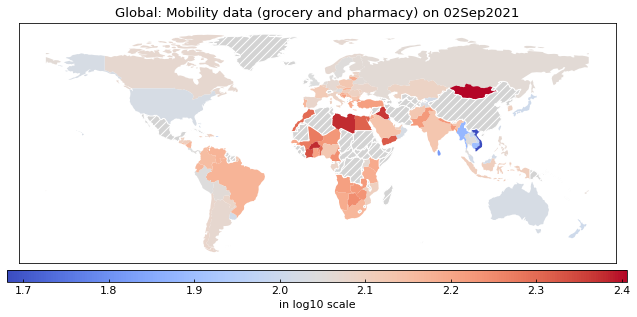 Global: Mobility data (grocery and pharmacy) on 02Sep2021
1.7 1.8 1.9 2.0 2.1 2.2 2.3 2.4
in log10 scale